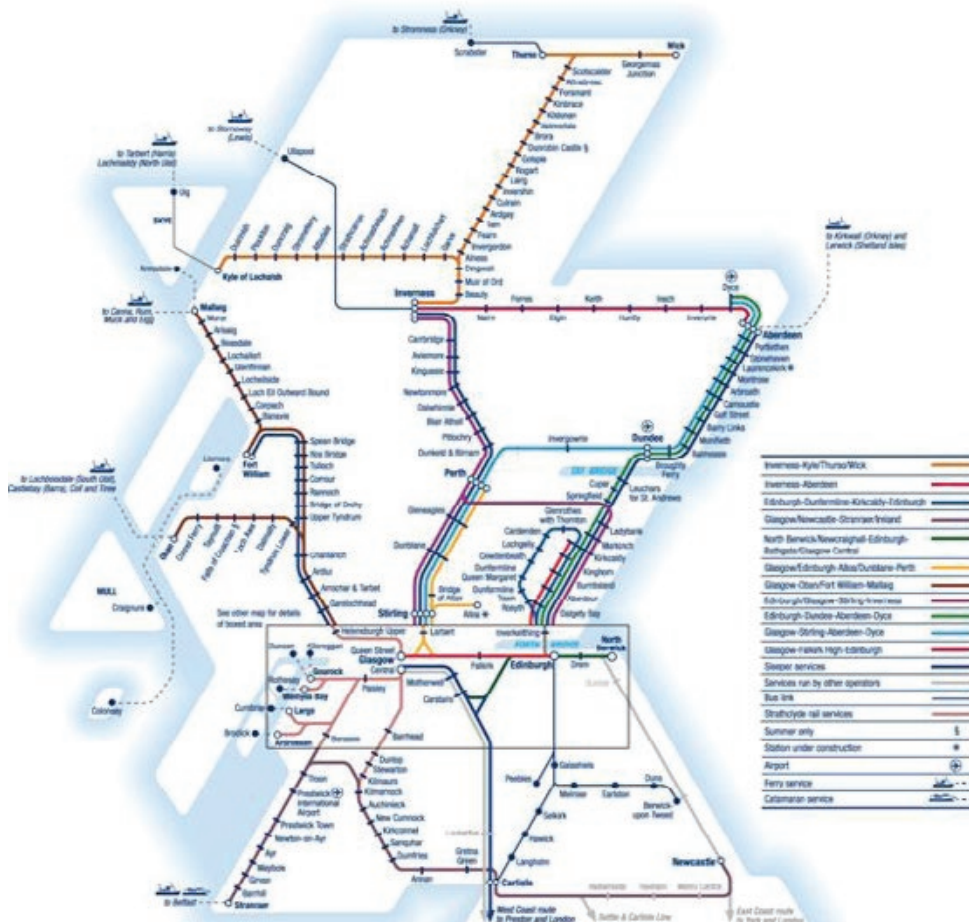 to Stromness (Orkney)
Scrabster
Thurso
Wick
Georgemas
Junction
Scotscalder
Forsinard
Kinbrace
Kildonan
Brora
Dunrobin Castle §
Golspie
Rogart
Lairg
Invershin
Culrain
Ardgay
Tain
Fearn
Invergordon
Alness
Dingwall
Muir of Ord
Beauly
to Stornoway
(Lewis)
Ullapool
to Tarbert (Harris)
Lochmaddy (North Uist)
Uig
SKYE
Armadale
Kyle of Lochalsh
Duirinish
Plockton
Duncraig
Stromeferry
Attadale
Strathcarron
Achnashellach
Achnasheen
Achanalt
Lochluichart
Garve
to Kirkwall (Orkney) and
Lerwick (Shetland Isles)
Inverness
Nairn
Forres
Elgin
Keith
Huntly
Insch
Inverurie
Dyce
Aberdeen
Portlethen
Stonehaven
Laurencekirk *
Montrose
Arbroath
Carnoustie
Golf Street
Barry Links
Monifieth
Balmossie
Broughty
Ferry
Dundee
Invergowrie
TAY BRIDGE
Mallaig
to Canna, Rum,
Muck and Eigg
Morar
Arisaig
Beasdale
Lochailort
Glenfinnan
Locheilside
Loch Eil Outward Bound
Corpach
Banavie
Fort
William
Spean Bridge
Roy Bridge
Tulloch
Corrour
Rannoch
Bridge of Orchy
Upper Tyndrum
Crianlarich
Ardlui
Arrochar & Tarbet
Garelochhead
Helensburgh Upper
Carrbridge
Aviemore
Kingussie
Newtonmore
Dalwhinnie
Blair Atholl
Pitlochry
Dunkeld & Birnam
Perth
Gleneagles
Dunblane
Bridge
of Allan
Stirling
Alloa *
Larbert
Lismore
to Lochboisdale (South Uist),
Castlebay (Barra), Coll and Tiree
Oban
Connel Ferry
Taynuilt
Falls of Cruachan §
Loch Awe
Dalmally
Tyndrum Lower
MULL
Craignure
Colonsay
See other map for details
of boxed area
Cupar
Springfield
Leuchars
for St. Andrews
Ladybank
Markinch
Kirkcaldy
Kinghorn
Burntisland
Aberdour
Dalgety Bay
Glenrothes
with Thornton
Cardenden
Lochgelly
Cowdenbeath
Dunfermline
Queen Margaret
Dunfermline
Town
Rosyth
Inverkeithing
FORTH BRIDGE
Queen Street
Glasgow
Central
Falkirk
Edinburgh
Drem
North
Berwick
Dunbar
Motherwell
Carstairs
Dunoon
Kilcreggan
Gourock
Rothesay
Wemyss Bay
Paisley
Cumbrae
Largs
Brodick
Ardrossan
Barrhead
Dunlop
Stewarton
Kilmaurs
Kilmarnock
Auchinleck
New Cumnock
Kirkconnel
Sanquhar
Dumfries
Annan
Gretna
Green
Troon
Prestwick
International
Airport
Prestwick Town
Newton-on-Ayr
Ayr
Maybole
Girvan
Barrhill
Stranraer
to Belfast
Lockerbie
Carlisle
Galashiels
Peebles
Melrose
Earlston
Duns
Berwick
upon Tweed
Selkirk
Hawick
Langholm
Newcastle
West Coast route
to Preston and London
Settle & Carlisle Line
East Coast route
to York and London
Inverness-Kyle/Thurso/Wick
Inverness-Aberdeen
Edinburgh-Dunfermline-Kirkcaldy-Edinburgh
Glasgow/Newcastle-Stranraer/Ireland
North Berwick/Newcraighall-Edinburgh-
Bathgate/Glasgow Central
Glasgow/Edinburgh-Alloa/Dunblane-Perth
Glasgow-Oban/Fort William-Mallaig
Edinburgh/Glasgow-Stirling-Inverness
Edinburgh-Dundee-Aberdeen-Dyce
Glasgow-Stirling-Aberdeen-Dyce
Glasgow-Falkirk High-Edinburgh
Sleeper services
Services run by other operators
Bus link
Strathclyde rail services
Summer only §
Station under construction *
Airport
Ferry service
Catamaran service